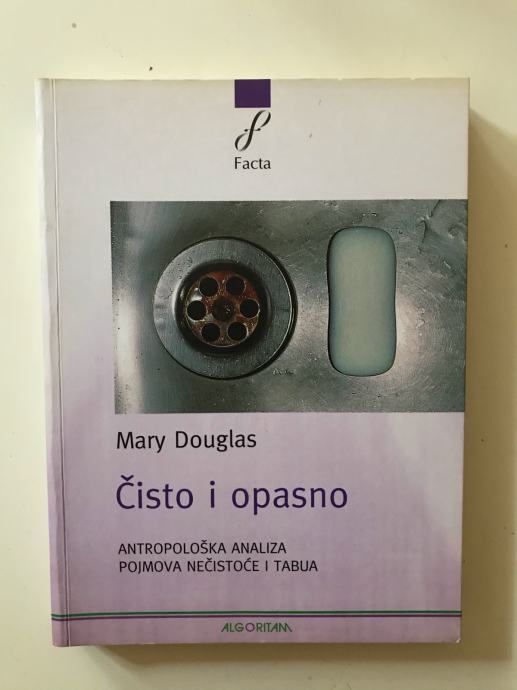 Facta
Mary Douglas
Čisto i opasno
ANTROPOLOŠKA ANALIZA
POJMOVA NEČISTOĆE I TABUA
ALGORITAM